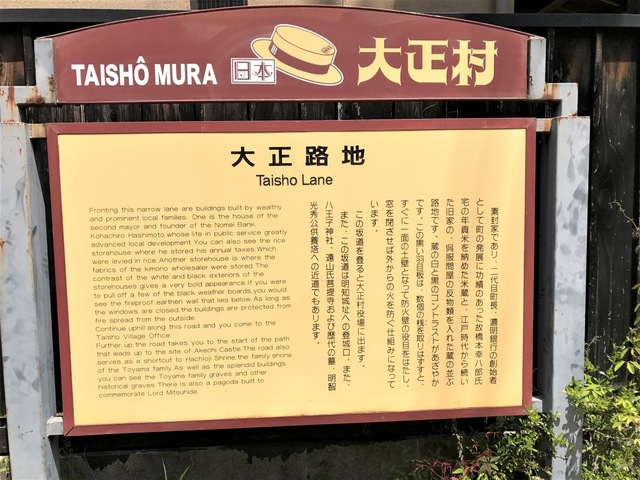 TAISHÔ MURA 日本 大正村
大正路地
Taisho Lane
Fronting this narrow lane are buildings built by wealthy
and prominent local families. One is the house of the
second mayor and founder of the Nomei Bank,
Kohachiro Hashimoto, whose life in public service greatly
advanced local development. You can also see the rice
storehouse where he stored his annual taxes, Which
were levied in rice. Another storehouse is where the
fabrics of the kimono wholesaler were stored. The
contrast of the white and black exteriors of the
storehouses gives a very bold appearance. If you were
to pull off a few of the black weather boards, you would
see the fireproof earthen wall that lies below. As long as
the windows are closed, the buildings are protected from
fire spread from the outside.
Continue uphill along this road and you come to the
Taisho Village Office.
Further up, the road takes you to the start of the path
that leads up to the site of Akechi Castle. The road also
serves as a shortcut to Hachioji Shrine, the family shrine
of the Toyama family. As well as the splendid buildings
you can see the Toyama family graves and other
historical graves. There is also a pagoda built to
commemorate Lord Mitsuhide.
素封家であり、二代目町長、濃明銀行の創始者
として町の発展に功績のあった故橋本幸八郎氏
宅の年貢米を納めた米蔵と、江戸時代から続い
た旧家の、呉服問屋の反物類を入れた蔵の並ぶ
路地です。蔵の白と黒のコントラストがあざやか
です。この黒い羽目板は、数個の桟を取りはずすと、
すぐに一面の土壁となって防火壁の役目をはたし、
窓を閉ざせば外からの火を防ぐ仕組みになって
います。
この坂道を登ると大正村役場に出ます。
また、この坂道は明知城址への登城口、また、
八王子神社、遠山氏菩提寺および歴代の墓、明智
光秀公供養塔への近道でもあります。